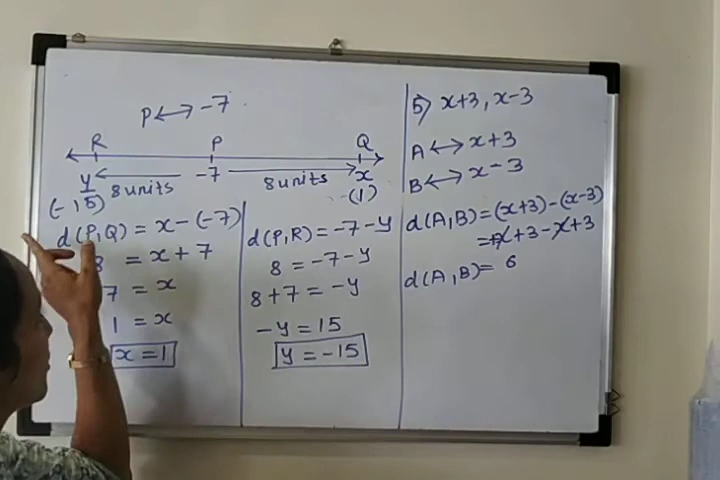 P ⟷ -7
R P Q
y 8 units -7 8 units x
(-15) (1)
d(P,Q) = x-(-7)
8 = x + 7
7 = x
1 = x
x = 1
d(P,R) = -7 - y
8 = -7 - y
8 + 7 = -y
-y = 15
y = -15
5) x+3, x-3
A ⟷ x+3
B ⟷ x-3
d(A,B) = (x+3)-(x-3)
= x+3-x+3
d(A,B) = 6